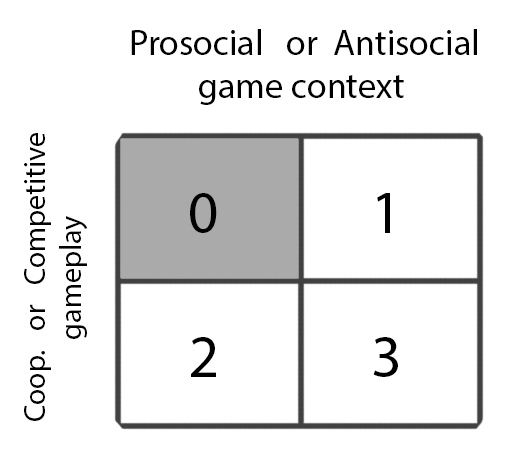 Prosocial or Antisocial
game context
Coop. or Competitive
gameplay
0 1
2 3